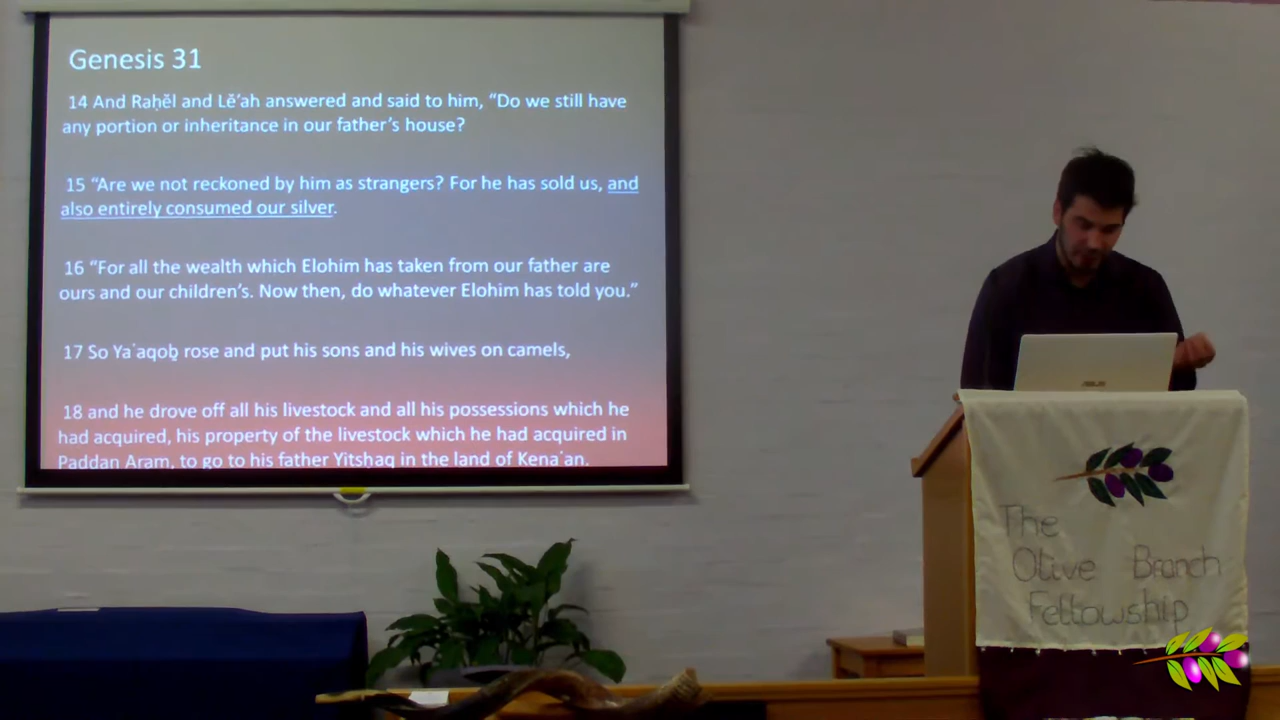 Genesis 31
14 And Raḥĕl and Lĕ'ah answered and said to him, “Do we still have
any portion or inheritance in our father’s house?
15 “Are we not reckoned by him as strangers? For he has sold us, and
also entirely consumed our silver.
16 “For all the wealth which Elohim has taken from our father are
ours and our children’s. Now then, do whatever Elohim has told you.”
17 So Yaʽaqoḇ rose and put his sons and his wives on camels,
18 and he drove off all his livestock and all his possessions which he
had acquired, his property of the livestock which he had acquired in
Paddan Aram, to go to his father Yitsḥaq in the land of Kenaʽan.
ASUS
The
Olive Branch
Fellowship